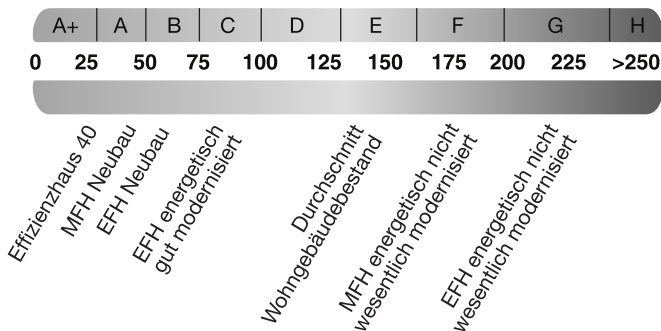 A+ A B C D E F G H
0 25 50 75 100 125 150 175 200 225 >250
Effizienzhaus 40
MFH Neubau
EFH Neubau
EFH energetisch
gut modernisiert
Durchschnitt
Wohngebäudebestand
MFH energetisch nicht
wesentlich modernisiert
EFH energetisch nicht
wesentlich modernisiert